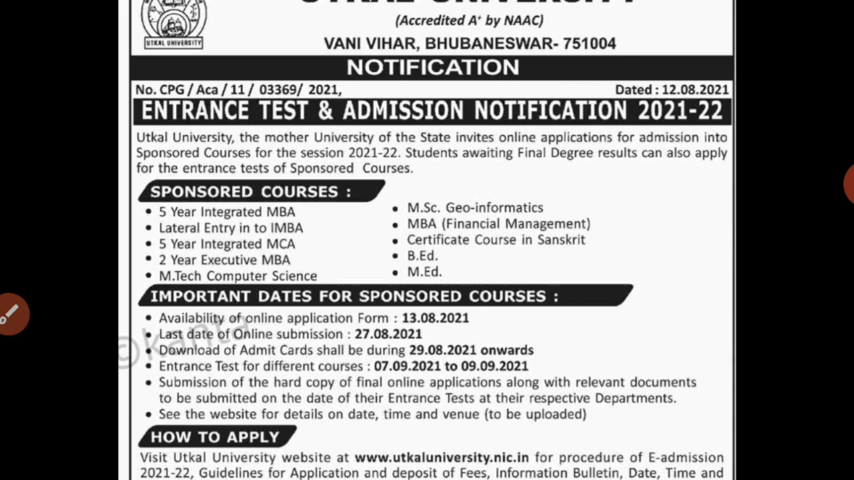 UTKAL UNIVERSITY
(Accredited A+ by NAAC)
UTKAL UNIVERSITY
VANI VIHAR, BHUBANESWAR- 751004
NOTIFICATION
No. CPG / Aca / 11 / 03369/ 2021,
Dated : 12.08.2021
ENTRANCE TEST & ADMISSION NOTIFICATION 2021-22
Utkal University, the mother University of the State invites online applications for admission into
Sponsored Courses for the session 2021-22. Students awaiting Final Degree results can also apply
for the entrance tests of Sponsored Courses.
SPONSORED COURSES :
• 5 Year Integrated MBA
• Lateral Entry in to IMBA
• 5 Year Integrated MCA
• 2 Year Executive MBA
• M.Tech Computer Science
• M.Sc. Geo-informatics
• MBA (Financial Management)
• Certificate Course in Sanskrit
• B.Ed.
• M.Ed.
IMPORTANT DATES FOR SPONSORED COURSES :
• Availability of online application Form : 13.08.2021
• Last date of Online submission : 27.08.2021
• Download of Admit Cards shall be during 29.08.2021 onwards
• Entrance Test for different courses : 07.09.2021 to 09.09.2021
• Submission of the hard copy of final online applications along with relevant documents
to be submitted on the date of their Entrance Tests at their respective Departments.
• See the website for details on date, time and venue (to be uploaded)
©kanta
HOW TO APPLY
Visit Utkal University website at www.utkaluniversity.nic.in for procedure of E-admission
2021-22, Guidelines for Application and deposit of Fees, Information Bulletin, Date, Time and